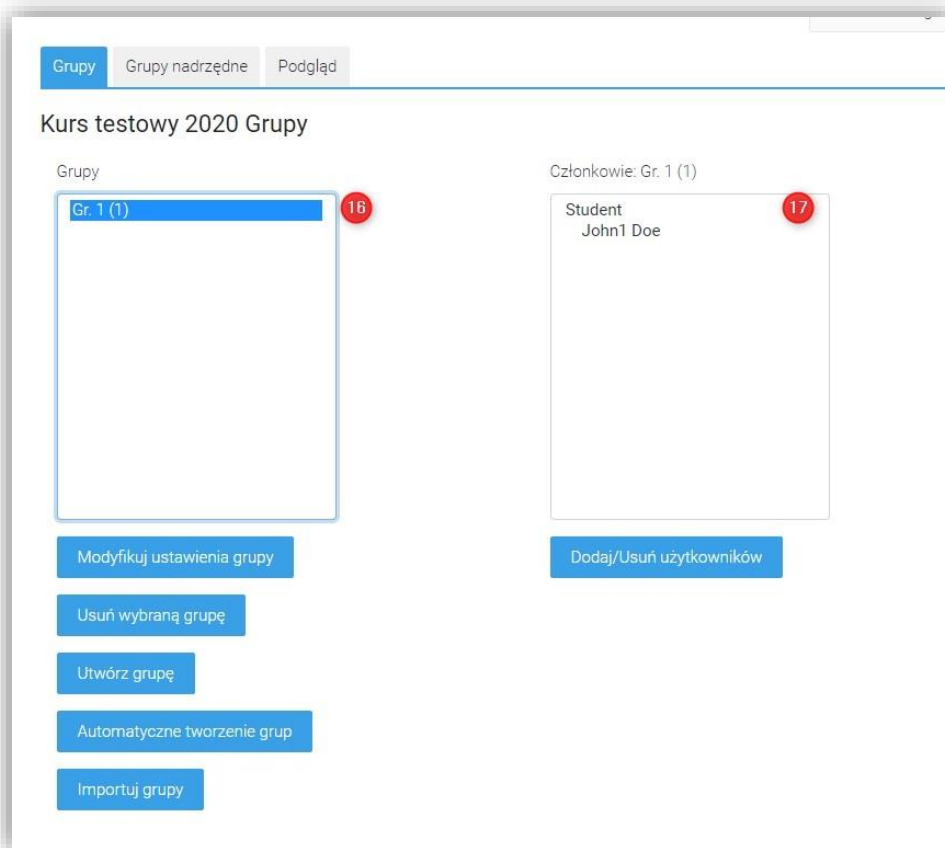 Grupy Grupy nadrzędne Podgląd
Kurs testowy 2020 Grupy
Grupy
Gr. 1 (1)
16
Modyfikuj ustawienia grupy
Usuń wybraną grupę
Utwórz grupę
Automatyczne tworzenie grup
Importuj grupy
Członkowie: Gr. 1 (1)
Student
17
John1 Doe
Dodaj/Usuń użytkowników